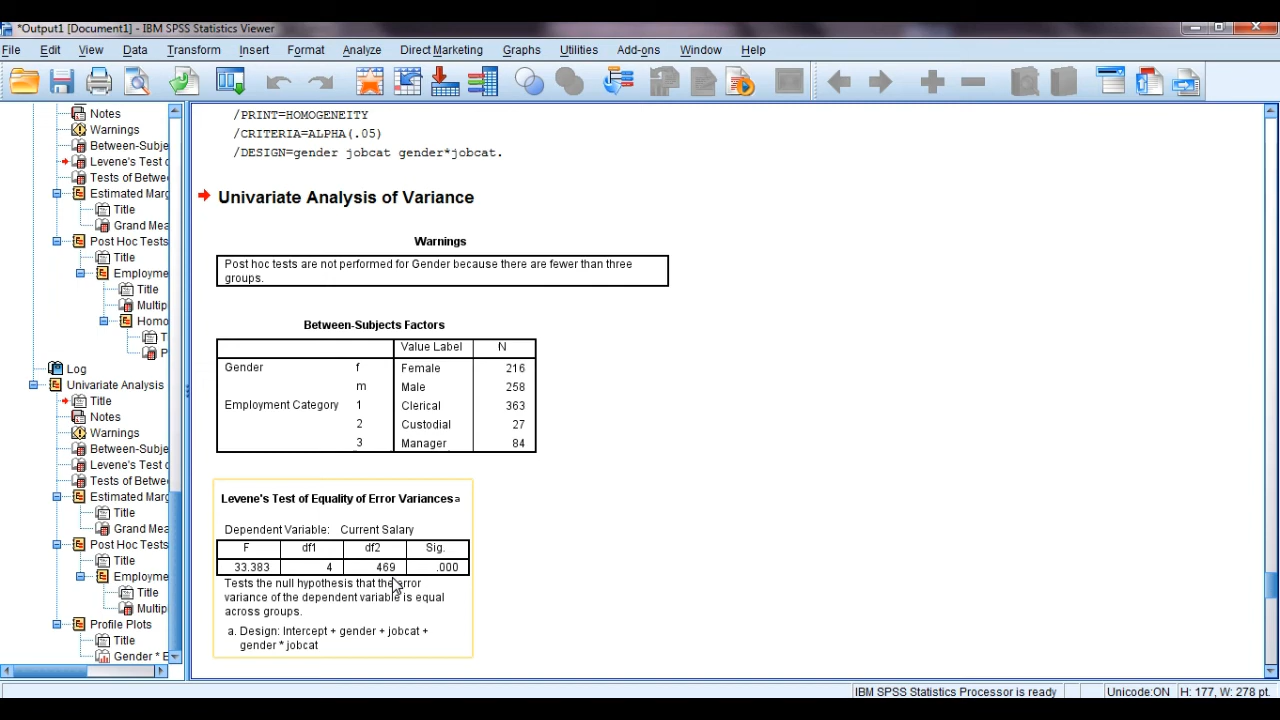 *Output1 [Document1] - IBM SPSS Statistics Viewer
File Edit View Data Transform Insert Format Analyze Direct Marketing Graphs Utilities Add-ons Window Help
Notes
Warnings
Between-Subje
Levene's Test o
Tests of Betwe
Estimated Marg
Title
Grand Mea
Post Hoc Tests
Title
Employme
Title
Multip
Homo
T
P
Log
Univariate Analysis
Title
Notes
Warnings
Between-Subje
Levene's Test o
Tests of Betwe
Estimated Marg
Title
Grand Mea
Post Hoc Tests
Title
Employme
Title
Multip
Profile Plots
Title
Gender * E
/PRINT=HOMOGENEITY
/CRITERIA=ALPHA(.05)
/DESIGN=gender jobcat gender*jobcat.
Univariate Analysis of Variance
Warnings
Post hoc tests are not performed for Gender because there are fewer than three
groups.
Between-Subjects Factors
Value Label N
Gender f Female 216
m Male 258
Employment Category 1 Clerical 363
2 Custodial 27
3 Manager 84
Levene's Test of Equality of Error Variancesa
Dependent Variable: Current Salary
F df1 df2 Sig.
33.383 4 469 .000
Tests the null hypothesis that the error
variance of the dependent variable is equal
across groups.
a. Design: Intercept + gender + jobcat +
gender * jobcat
IBM SPSS Statistics Processor is ready Unicode:ON H: 177, W: 278 pt.